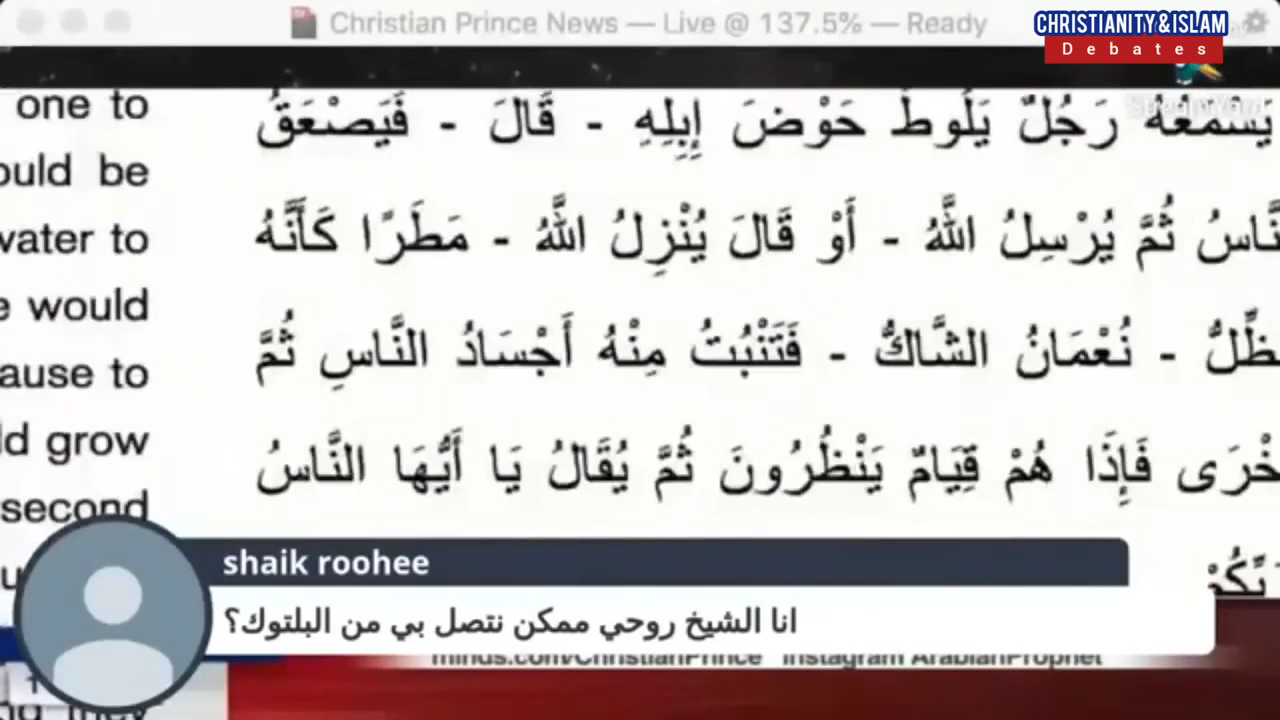 Christian Prince News — Live @ 137.5% — Ready
CHRISTIANITY & ISLAM
Debates
one to
ould be
water to
e would
ause to
ld grow
second
يَسْمَعُهُ رَجُلٌ يَلُوطُ حَوْضَ إِبِلِهِ - قَالَ - فَيَصْعَقُ
النَّاسُ ثُمَّ يُرْسِلُ اللَّهُ - أَوْ قَالَ يُنْزِلُ اللَّهُ - مَطَرًا كَأَنَّهُ
الظِّلُّ - نُعْمَانُ الشَّاكُّ - فَتَنْبُتُ مِنْهُ أَجْسَادُ النَّاسِ ثُمَّ
أُخْرَى فَإِذَا هُمْ قِيَامٌ يَنْظُرُونَ ثُمَّ يُقَالُ يَا أَيُّهَا النَّاسُ
رَبِّكُمْ
shaik roohee
انا الشيخ روحي ممكن نتصل بي من البلتوك؟
minds.com/ChristianPrince Instagram ArabianProphet